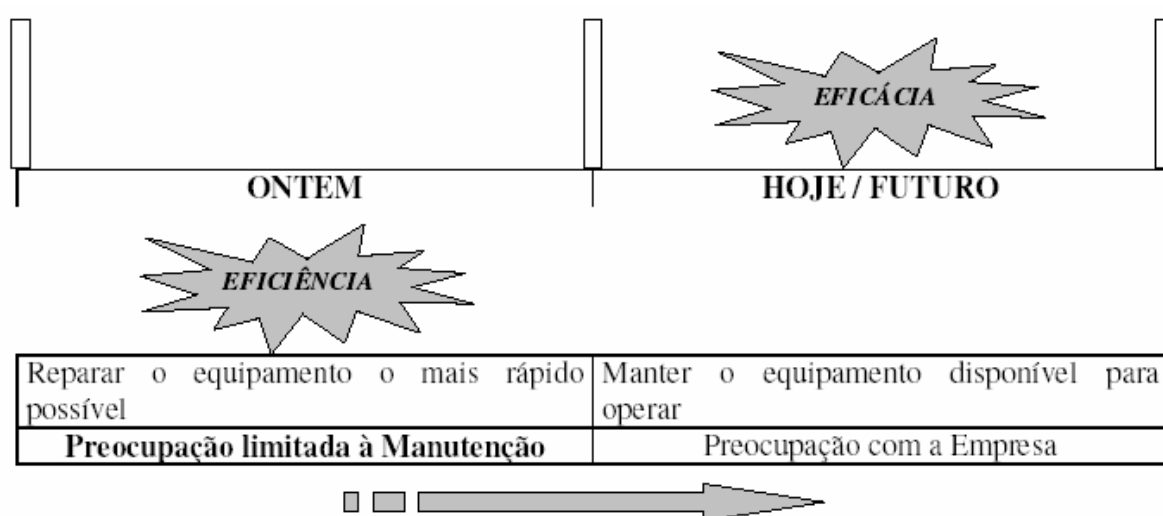 EFICÁCIA
ONTEM
HOJE / FUTURO
EFICIÊNCIA
Reparar o equipamento o mais rápido
possível
Manter o equipamento disponível para
operar
Preocupação limitada à Manutenção
Preocupação com a Empresa